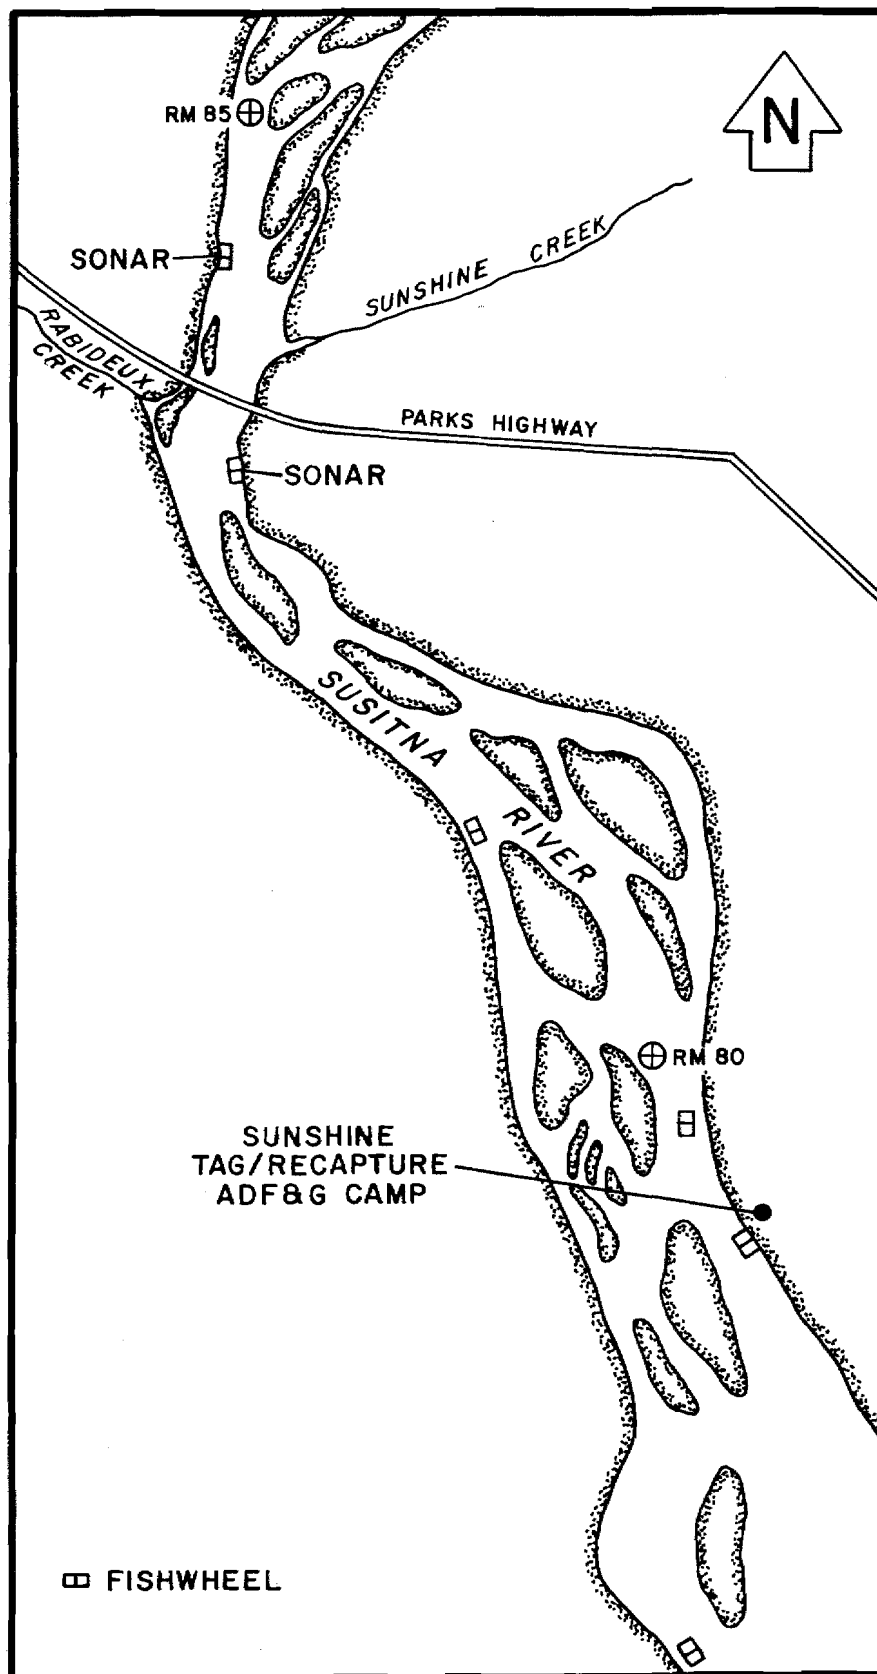 N
RM 85
SONAR
SUNSHINE CREEK
RABIDEUX
CREEK
PARKS HIGHWAY
SONAR
SUSITNA
RIVER
RM 80
SUNSHINE
TAG/RECAPTURE
ADF&G CAMP
FISHWHEEL